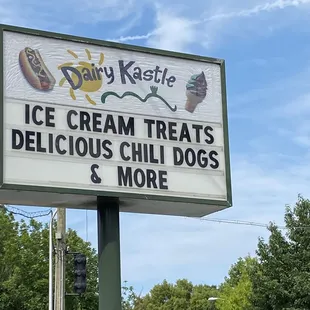 Dairy Kastle
ICE CREAM TREATS
DELICIOUS CHILI DOGS
& MORE